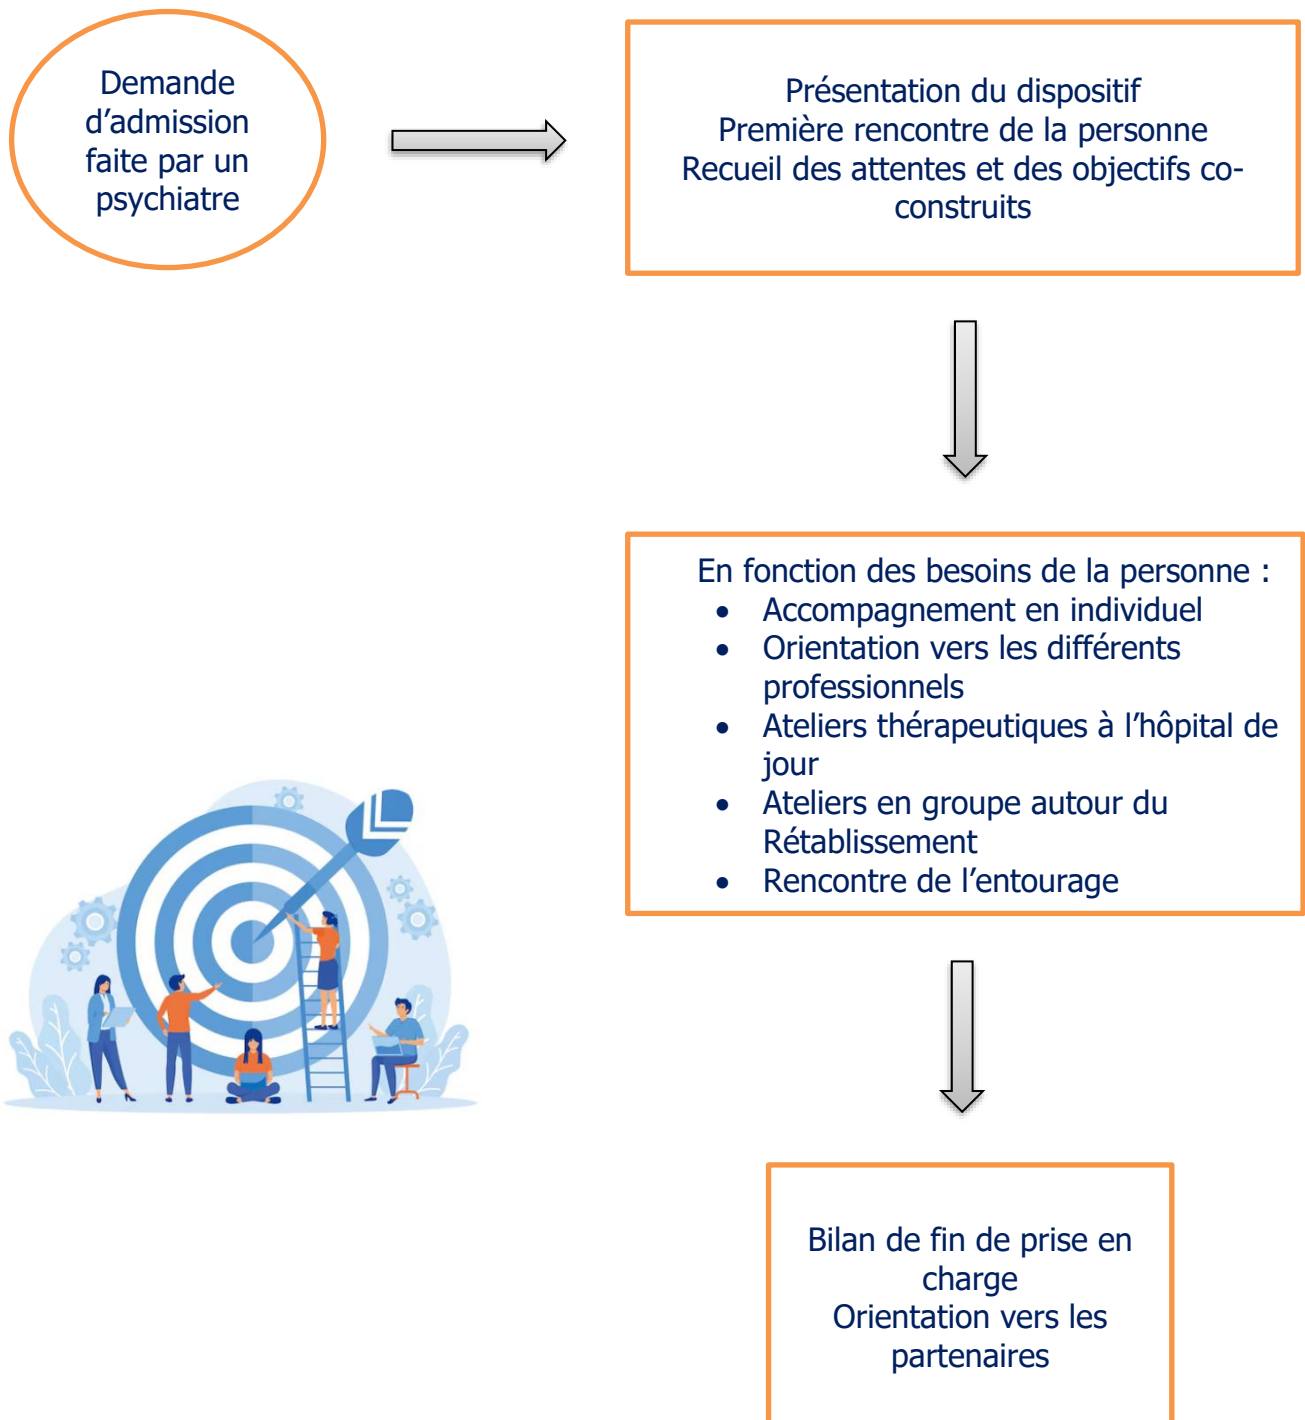 Demande
d’admission
faite par un
psychiatre
Présentation du dispositif
Première rencontre de la personne
Recueil des attentes et des objectifs co-
construits
En fonction des besoins de la personne :
• Accompagnement en individuel
• Orientation vers les différents
professionnels
• Ateliers thérapeutiques à l’hôpital de
jour
• Ateliers en groupe autour du
Rétablissement
• Rencontre de l’entourage
Bilan de fin de prise en
charge
Orientation vers les
partenaires